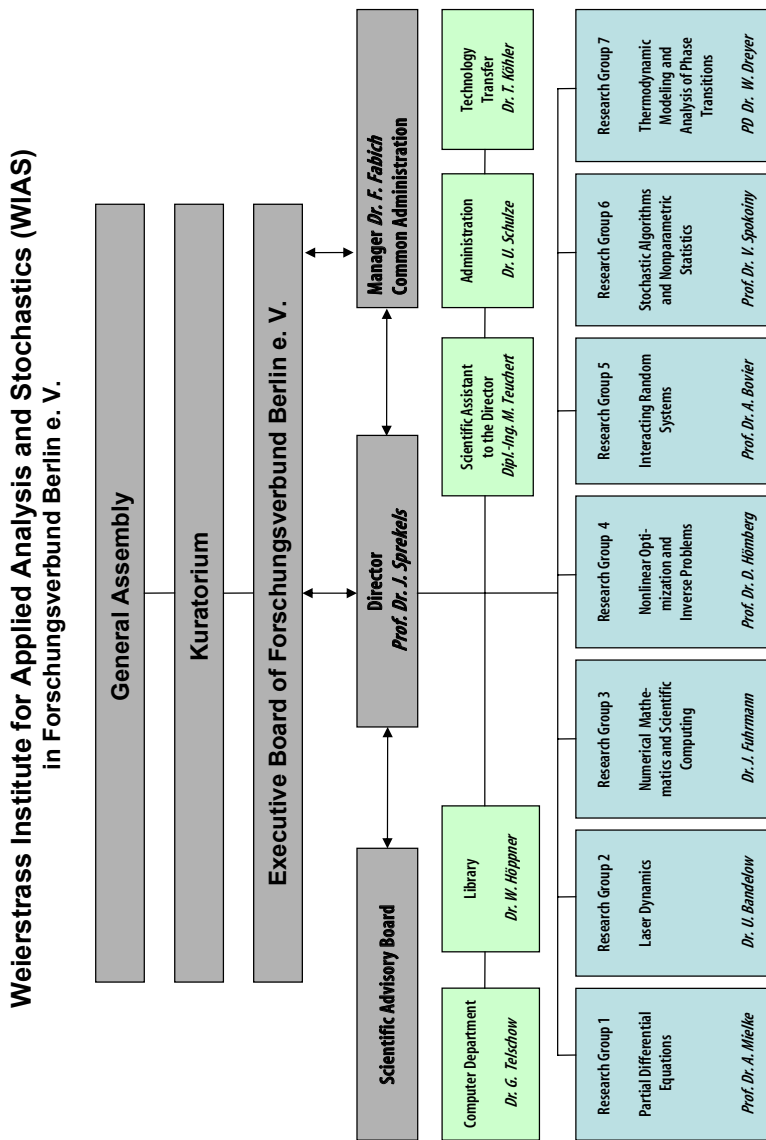 Weierstrass Institute for Applied Analysis and Stochastics (WIAS)
in Forschungsverbund Berlin e. V.
General Assembly
Kuratorium
Executive Board of Forschungsverbund Berlin e. V.
Scientific Advisory Board
Director
Prof. Dr. J. Sprekels
Manager Dr. F. Fabich
Common Administration
Computer Department
Dr. G. Telschow
Library
Dr. W. Höppner
Scientific Assistant
to the Director
Dipl.-Ing. M. Teuchert
Administration
Dr. U. Schulze
Technology
Transfer
Dr. T. Köhler
Research Group 1
Partial Differential
Equations
Prof. Dr. A. Mielke
Research Group 2
Laser Dynamics
Dr. U. Bandelow
Research Group 3
Numerical Mathe-
matics and Scientific
Computing
Dr. J. Fuhrmann
Research Group 4
Nonlinear Opti-
mization and
Inverse Problems
Prof. Dr. D. Hömberg
Research Group 5
Interacting Random
Systems
Prof. Dr. A. Bovier
Research Group 6
Stochastic Algorithms
and Nonparametric
Statistics
Prof. Dr. V. Spokoiny
Research Group 7
Thermodynamic
Modeling and
Analysis of Phase
Transitions
PD Dr. W. Dreyer